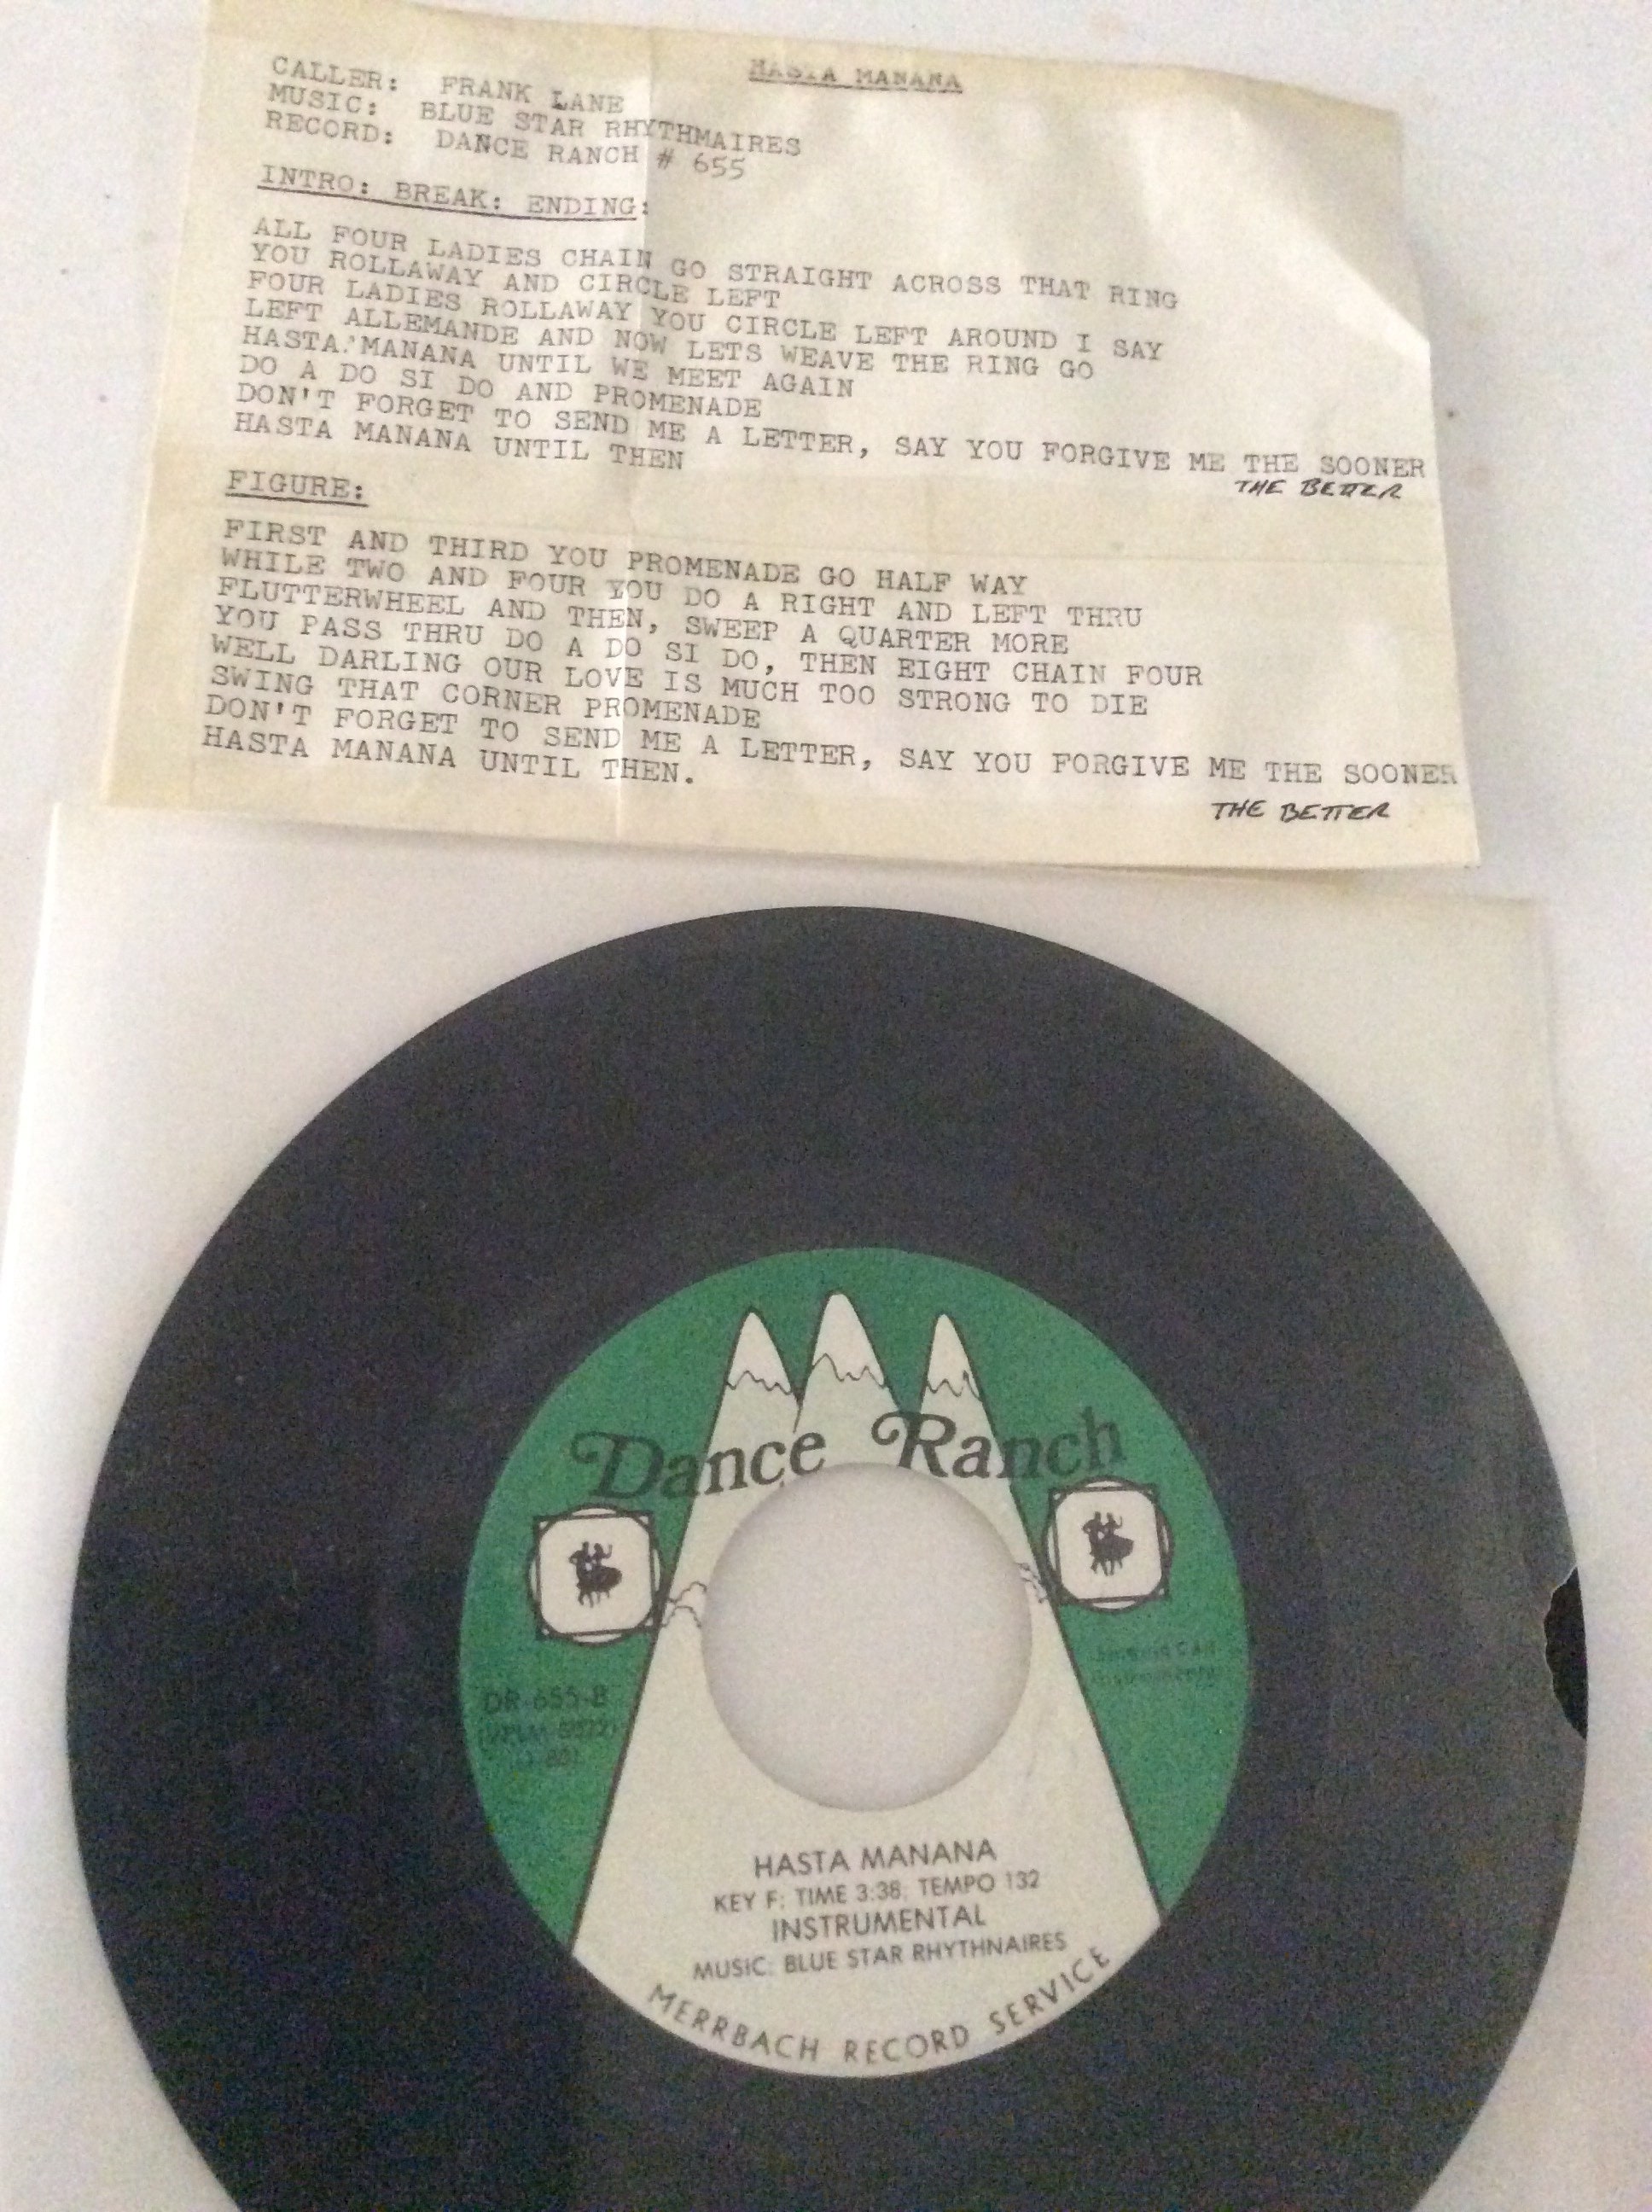 HASTA MANANA
CALLER: FRANK LANE
MUSIC: BLUE STAR RHYTHMAIRES
RECORD: DANCE RANCH # 655
INTRO: BREAK: ENDING:
ALL FOUR LADIES CHAIN GO STRAIGHT ACROSS THAT RING
YOU ROLLAWAY AND CIRCLE LEFT
FOUR LADIES ROLLAWAY YOU CIRCLE LEFT AROUND I SAY
LEFT ALLEMANDE AND NOW LETS WEAVE THE RING GO
HASTA MANANA UNTIL WE MEET AGAIN
DO A DO SI DO AND PROMENADE
DON'T FORGET TO SEND ME A LETTER, SAY YOU FORGIVE ME THE SOONER
THE BETTER
HASTA MANANA UNTIL THEN
FIGURE:
FIRST AND THIRD YOU PROMENADE GO HALF WAY
WHILE TWO AND FOUR YOU DO A RIGHT AND LEFT THRU
FLUTTERWHEEL AND THEN, SWEEP A QUARTER MORE
YOU PASS THRU DO A DO SI DO, THEN EIGHT CHAIN FOUR
WELL DARLING OUR LOVE IS MUCH TOO STRONG TO DIE
SWING THAT CORNER PROMENADE
DON'T FORGET TO SEND ME A LETTER, SAY YOU FORGIVE ME THE SOONER
THE BETTER
HASTA MANANA UNTIL THEN.
Dance Ranch
DR-655-B
HASTA MANANA
KEY F: TIME 3:38: TEMPO 132
INSTRUMENTAL
MUSIC: BLUE STAR RHYTHNAIRES
MERRBACH RECORD SERVICE